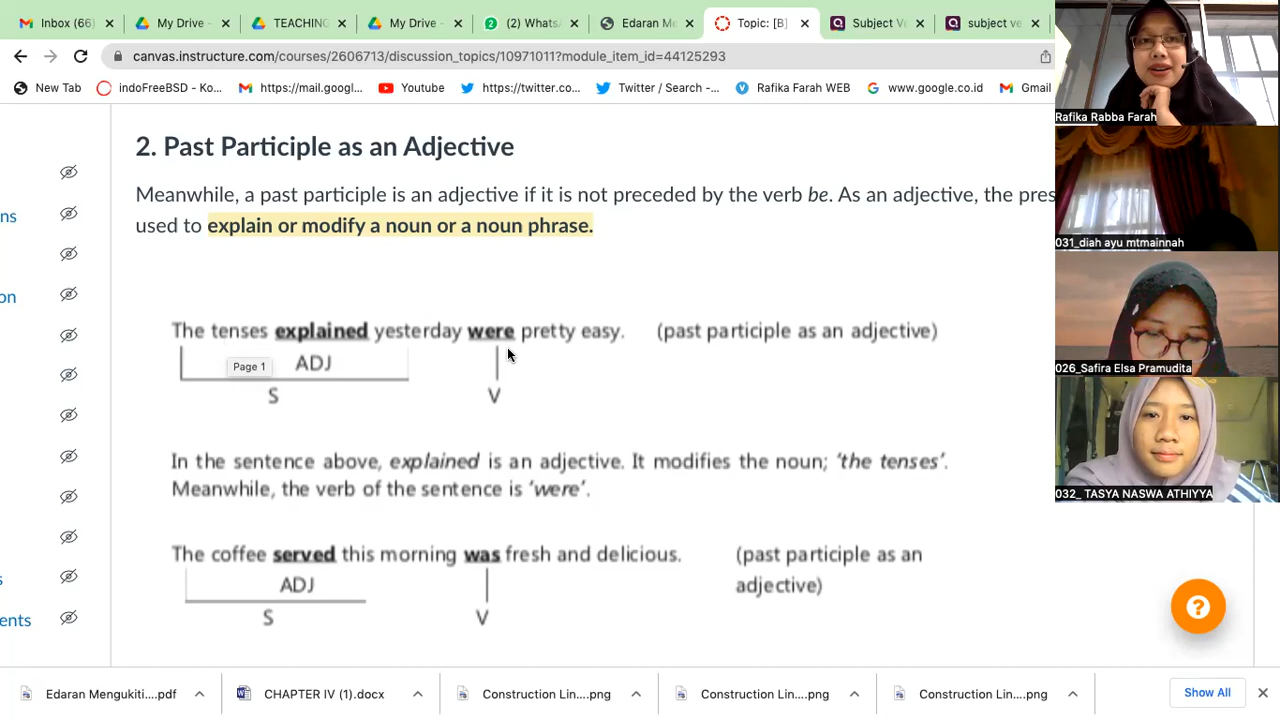 Inbox (66)
My Drive -
TEACHING
My Drive -
(2) WhatsA
Edaran Me
Topic: [B]
Subject Ve
subject ve
canvas.instructure.com/courses/2606713/discussion_topics/10971011?module_item_id=44125293
New Tab
indoFreeBSD - Ko...
https://mail.googl...
Youtube
https://twitter.co...
Twitter / Search -...
Rafika Farah WEB
www.google.co.id
Gmail
2. Past Participle as an Adjective
Meanwhile, a past participle is an adjective if it is not preceded by the verb be. As an adjective, the pres
used to explain or modify a noun or a noun phrase.
The tenses explained yesterday were pretty easy. (past participle as an adjective)
Page 1 ADJ
S V
In the sentence above, explained is an adjective. It modifies the noun; 'the tenses'.
Meanwhile, the verb of the sentence is 'were'.
The coffee served this morning was fresh and delicious. (past participle as an
ADJ adjective)
S V
ns
on
s
ents
Rafika Rabba Farah
031_diah ayu mtmainnah
026_Safira Elsa Pramudita
032_ TASYA NASWA ATHIYYA
?
Edaran Mengukiti....pdf
CHAPTER IV (1).docx
Construction Lin....png
Construction Lin....png
Construction Lin....png
Show All